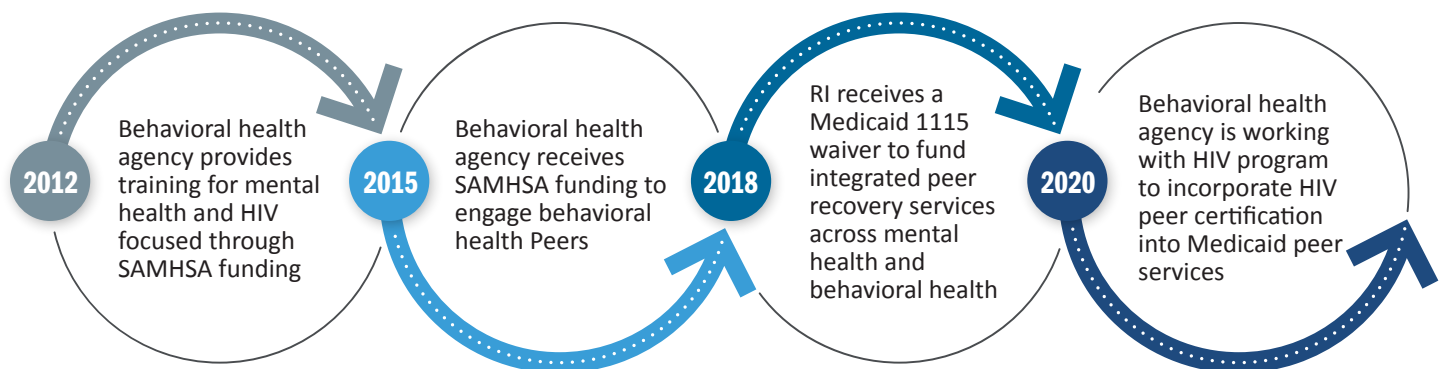 2012
Behavioral health
agency provides
training for mental
health and HIV
focused through
SAMHSA funding
2015
Behavioral health
agency receives
SAMHSA funding to
engage behavioral
health Peers
2018
RI receives a
Medicaid 1115
waiver to fund
integrated peer
recovery services
across mental
health and
behavioral health
2020
Behavioral health
agency is working
with HIV program
to incorporate HIV
peer certification
into Medicaid peer
services